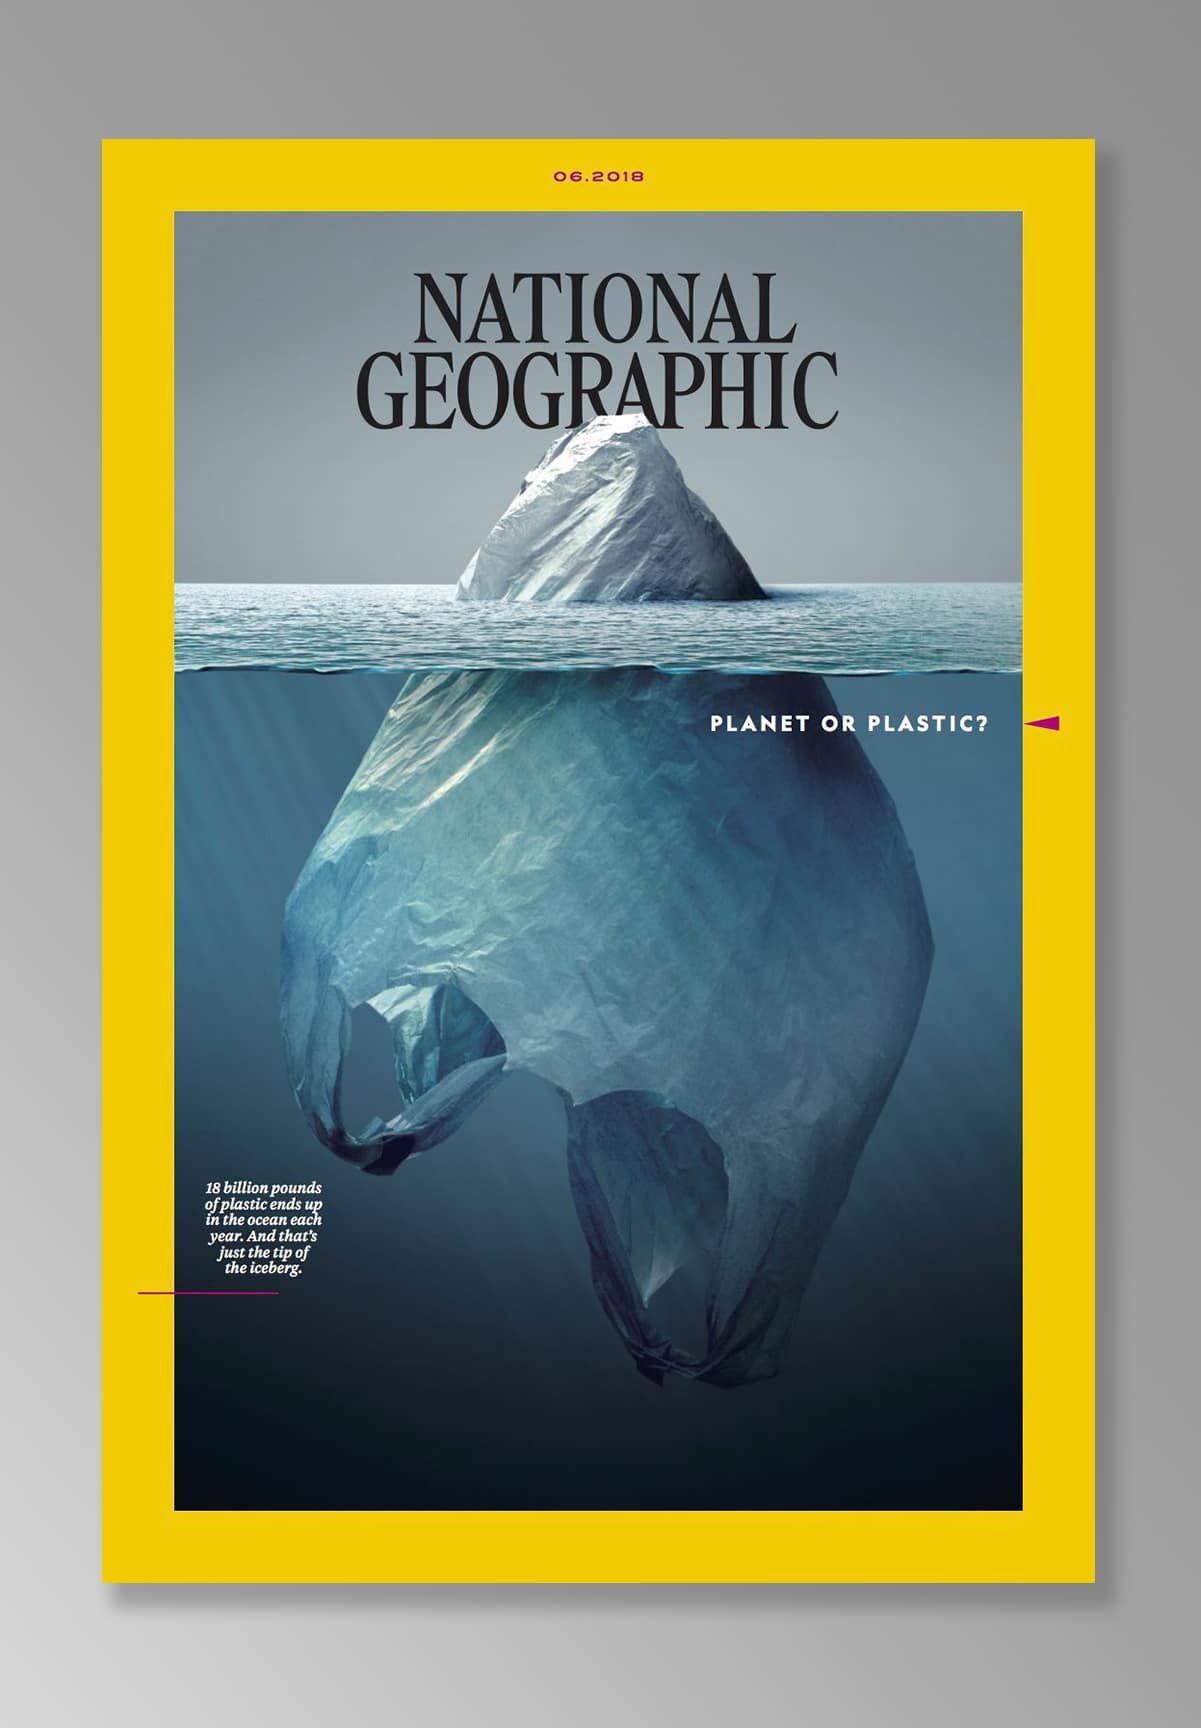 06.2018
NATIONAL
GEOGRAPHIC
PLANET OR PLASTIC?
18 billion pounds
of plastic ends up
in the ocean each
year. And that's
just the tip of
the iceberg.